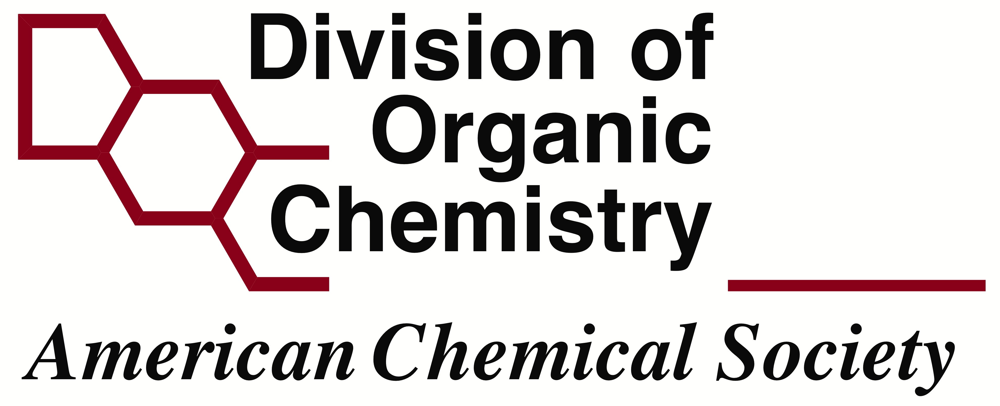 Division of
Organic
Chemistry
American Chemical Society